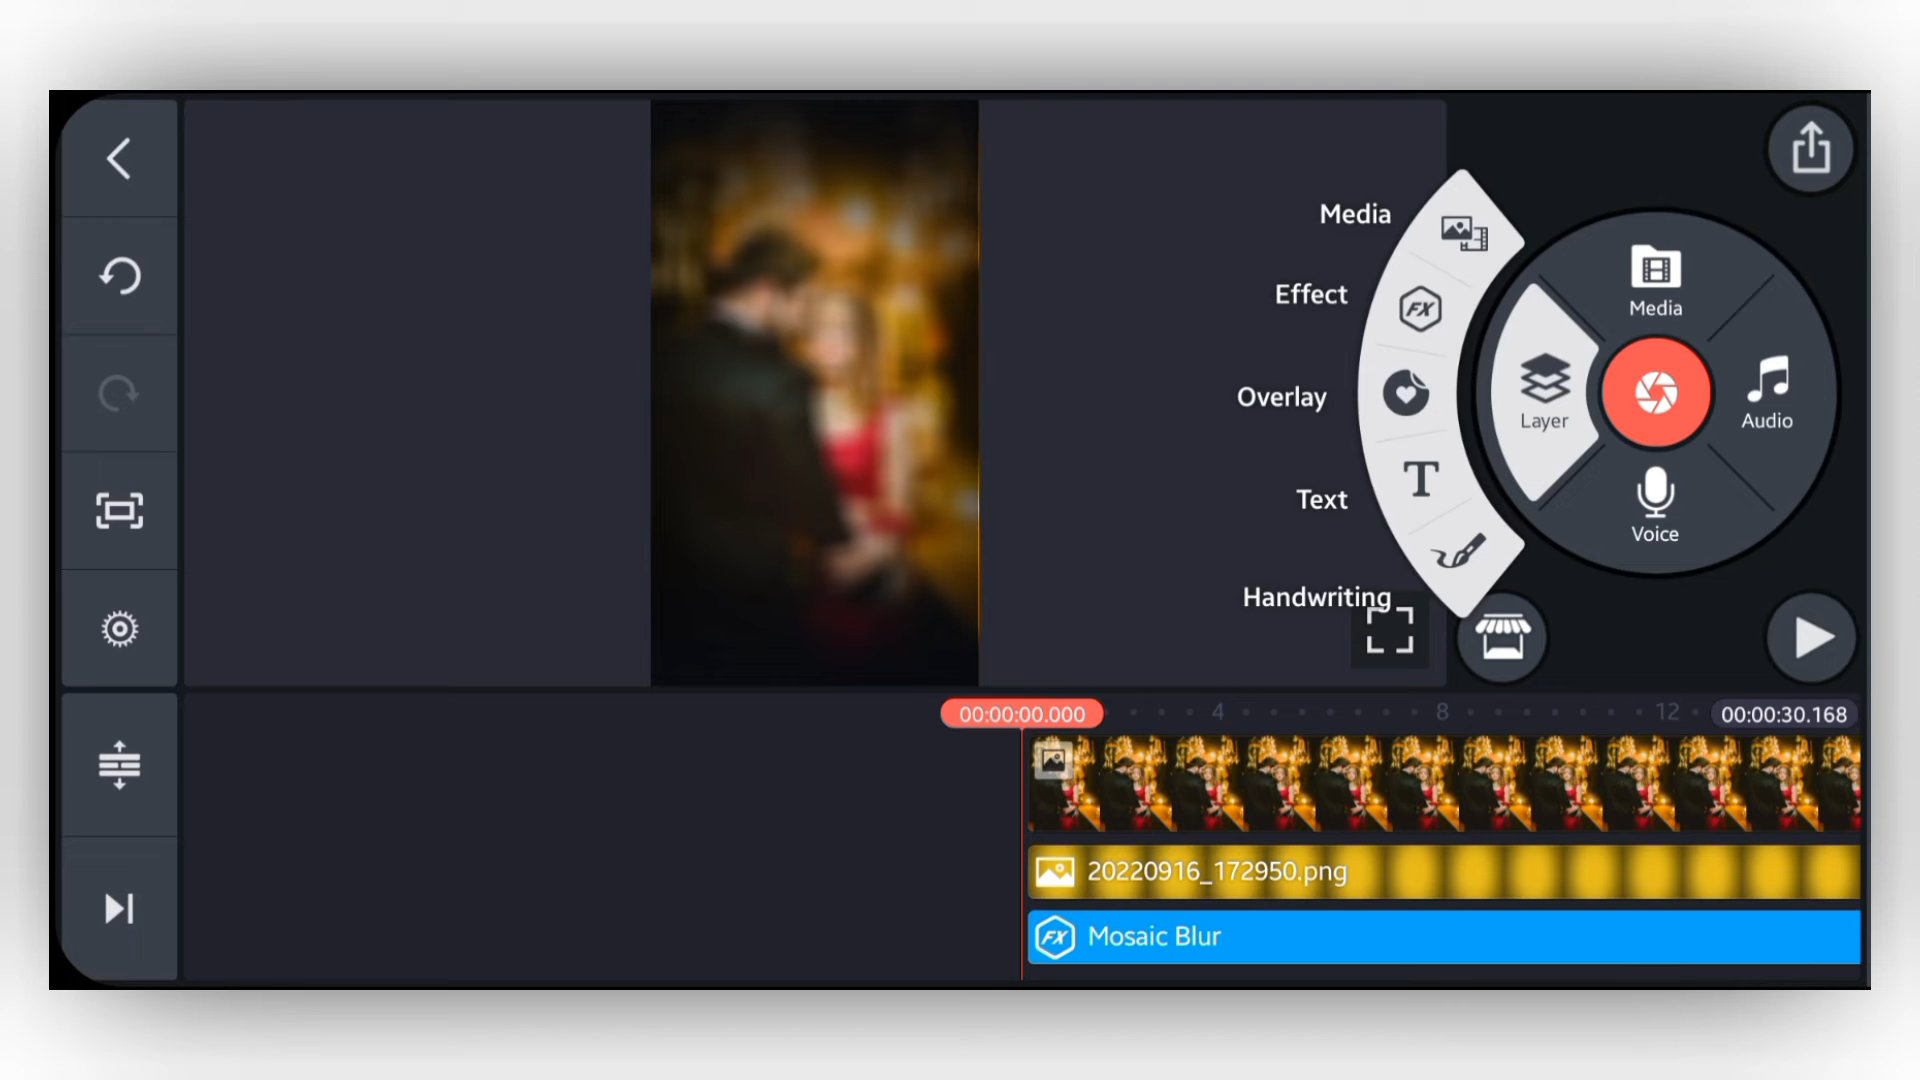 Media
Effect
Overlay
Text
Handwriting
Media
Layer
Audio
Voice
00:00:00.000
4
8
12
00:00:30.168
20220916_172950.png
FX Mosaic Blur